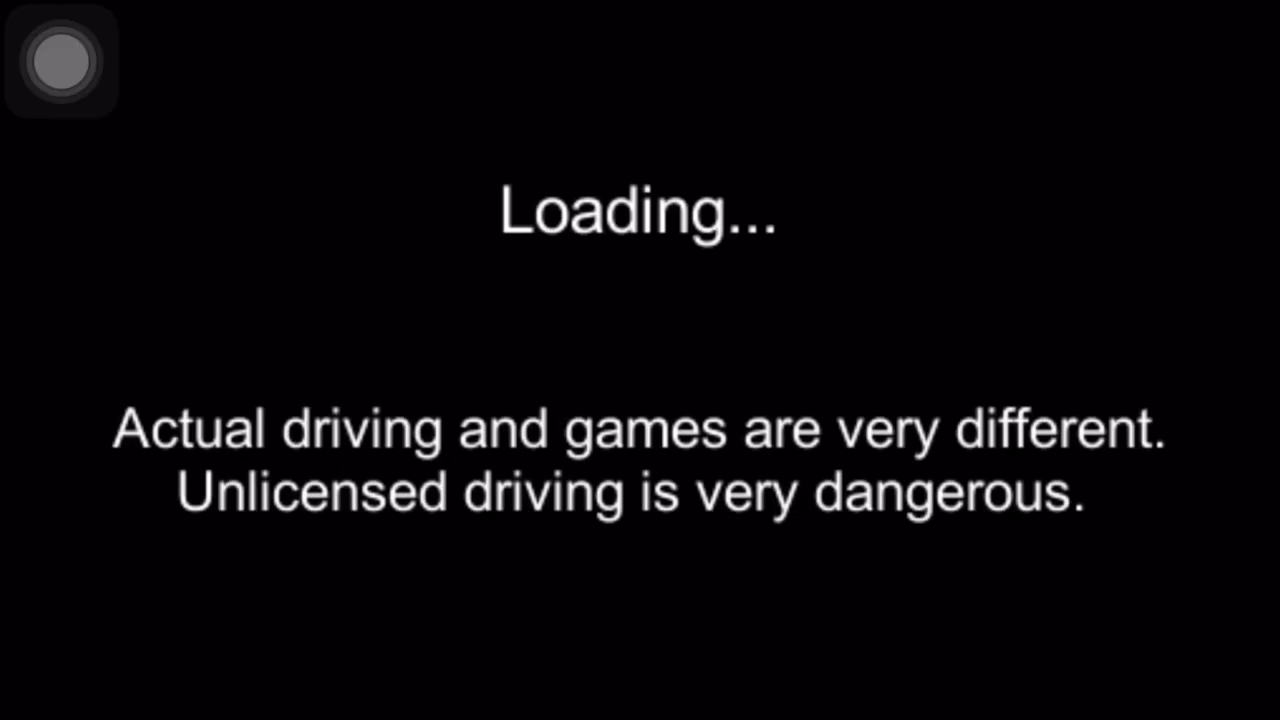 Loading...
Actual driving and games are very different.
Unlicensed driving is very dangerous.